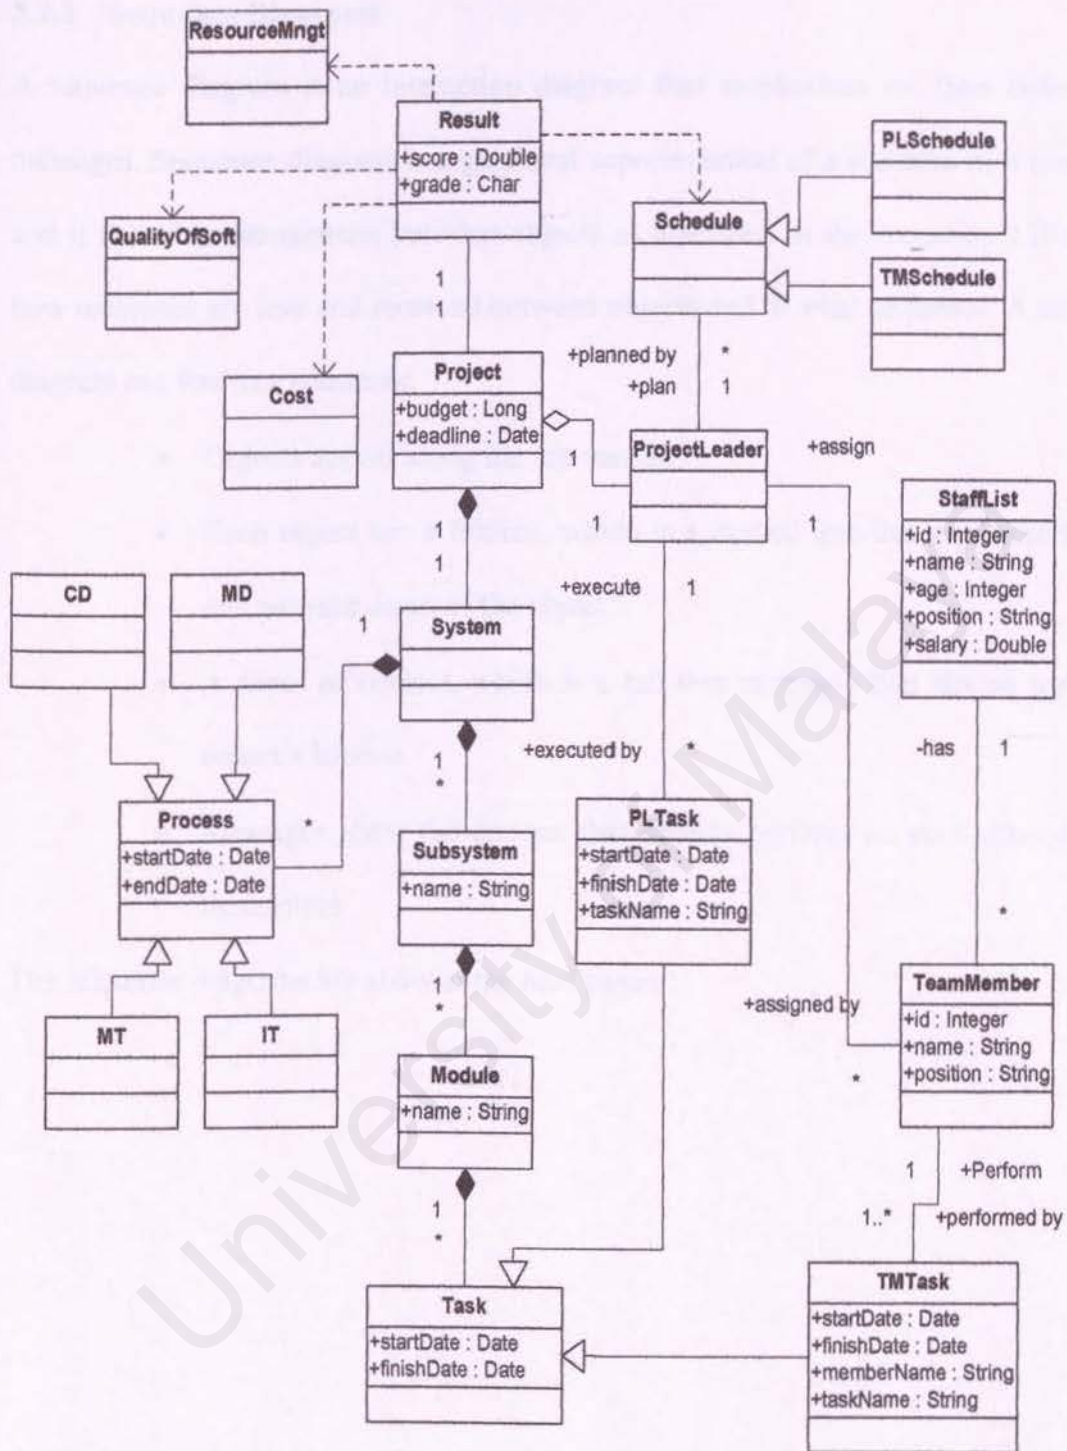 ResourceMngt
Result
+score : Double
+grade : Char
PLSchedule
QualityOfSoft
Schedule
TMSchedule
1
1
+planned by
*
+plan
1
Cost
Project
+budget : Long
+deadline : Date
1
ProjectLeader
+assign
1
1
StaffList
+id : Integer
+name : String
+age : Integer
+position : String
+salary : Double
1
1
+execute
1
CD
MD
1
System
+executed by
*
-has
1
1
*
Process
+startDate : Date
+endDate : Date
*
Subsystem
+name : String
PLTask
+startDate : Date
+finishDate : Date
+taskName : String
*
1
*
+assigned by
*
TeamMember
+id : Integer
+name : String
+position : String
MT
IT
Module
+name : String
1
+Perform
1
*
1..*
+performed by
Task
+startDate : Date
+finishDate : Date
TMTask
+startDate : Date
+finishDate : Date
+memberName : String
+taskName : String
University of Malaya